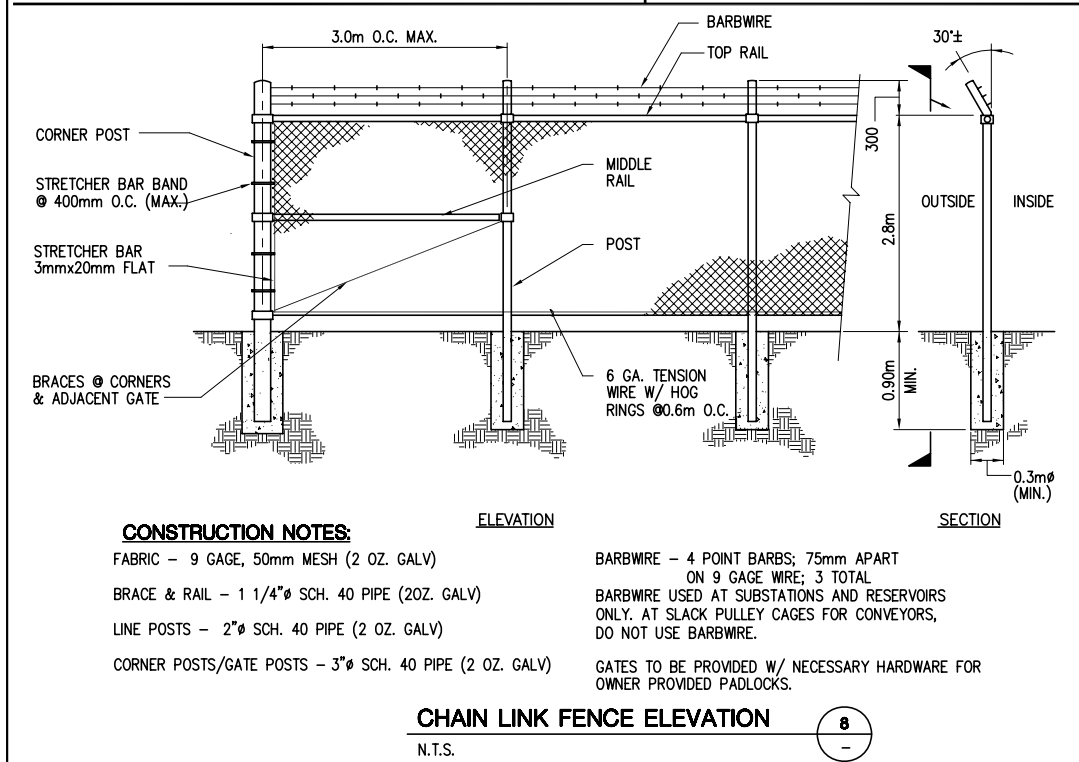 3.0m O.C. MAX.
BARBWIRE
TOP RAIL
30°±
CORNER POST
STRETCHER BAR BAND
@ 400mm O.C. (MAX.)
MIDDLE
RAIL
300
OUTSIDE
INSIDE
STRETCHER BAR
3mmx20mm FLAT
POST
2.8m
BRACES @ CORNERS
& ADJACENT GATE
6 GA. TENSION
WIRE W/ HOG
RINGS @0.6m O.C.
0.90m
MIN.
0.3mø
(MIN.)
ELEVATION
SECTION
CONSTRUCTION NOTES:
FABRIC – 9 GAGE, 50mm MESH (2 OZ. GALV)
BRACE & RAIL – 1 1/4"ø SCH. 40 PIPE (2OZ. GALV)
LINE POSTS – 2"ø SCH. 40 PIPE (2 OZ. GALV)
CORNER POSTS/GATE POSTS – 3"ø SCH. 40 PIPE (2 OZ. GALV)
BARBWIRE – 4 POINT BARBS; 75mm APART
ON 9 GAGE WIRE; 3 TOTAL
BARBWIRE USED AT SUBSTATIONS AND RESERVOIRS
ONLY. AT SLACK PULLEY CAGES FOR CONVEYORS,
DO NOT USE BARBWIRE.
GATES TO BE PROVIDED W/ NECESSARY HARDWARE FOR
OWNER PROVIDED PADLOCKS.
CHAIN LINK FENCE ELEVATION
8
–
N.T.S.